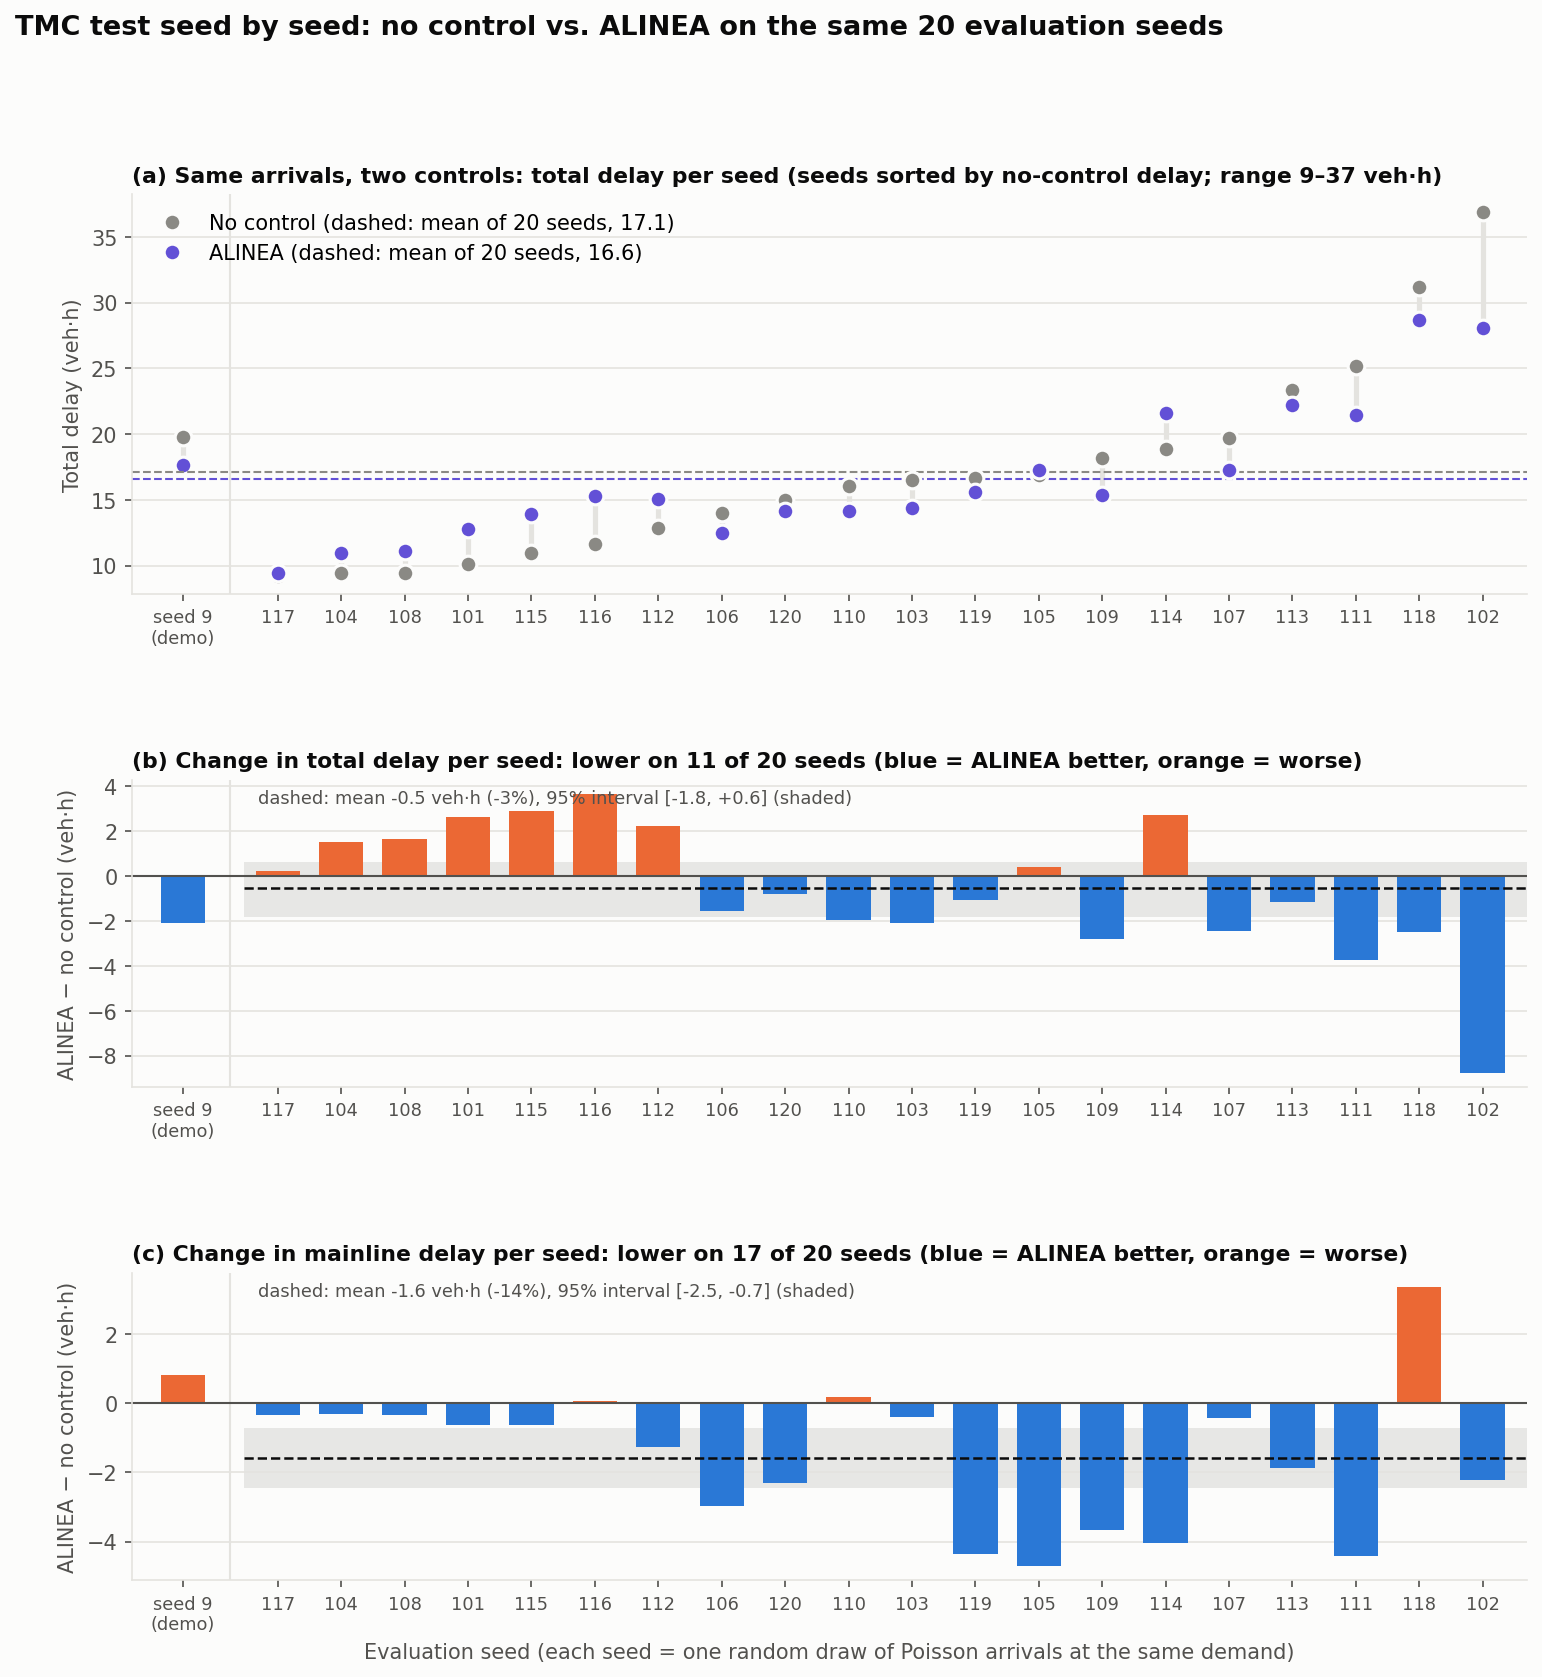 TMC test seed by seed: no control vs. ALINEA on the same 20 evaluation seeds
(a) Same arrivals, two controls: total delay per seed (seeds sorted by no-control delay; range 9–37 veh·h)
No control (dashed: mean of 20 seeds, 17.1)
ALINEA (dashed: mean of 20 seeds, 16.6)
Total delay (veh·h)
35
30
25
20
15
10
seed 9 117 104 108 101 115 116 112 106 120 110 103 119 105 109 114 107 113 111 118 102
(demo)
(b) Change in total delay per seed: lower on 11 of 20 seeds (blue = ALINEA better, orange = worse)
dashed: mean -0.5 veh·h (-3%), 95% interval [-1.8, +0.6] (shaded)
ALINEA − no control (veh·h)
4
2
0
−2
−4
−6
−8
seed 9 117 104 108 101 115 116 112 106 120 110 103 119 105 109 114 107 113 111 118 102
(demo)
(c) Change in mainline delay per seed: lower on 17 of 20 seeds (blue = ALINEA better, orange = worse)
dashed: mean -1.6 veh·h (-14%), 95% interval [-2.5, -0.7] (shaded)
ALINEA − no control (veh·h)
2
0
−2
−4
seed 9 117 104 108 101 115 116 112 106 120 110 103 119 105 109 114 107 113 111 118 102
(demo)
Evaluation seed (each seed = one random draw of Poisson arrivals at the same demand)